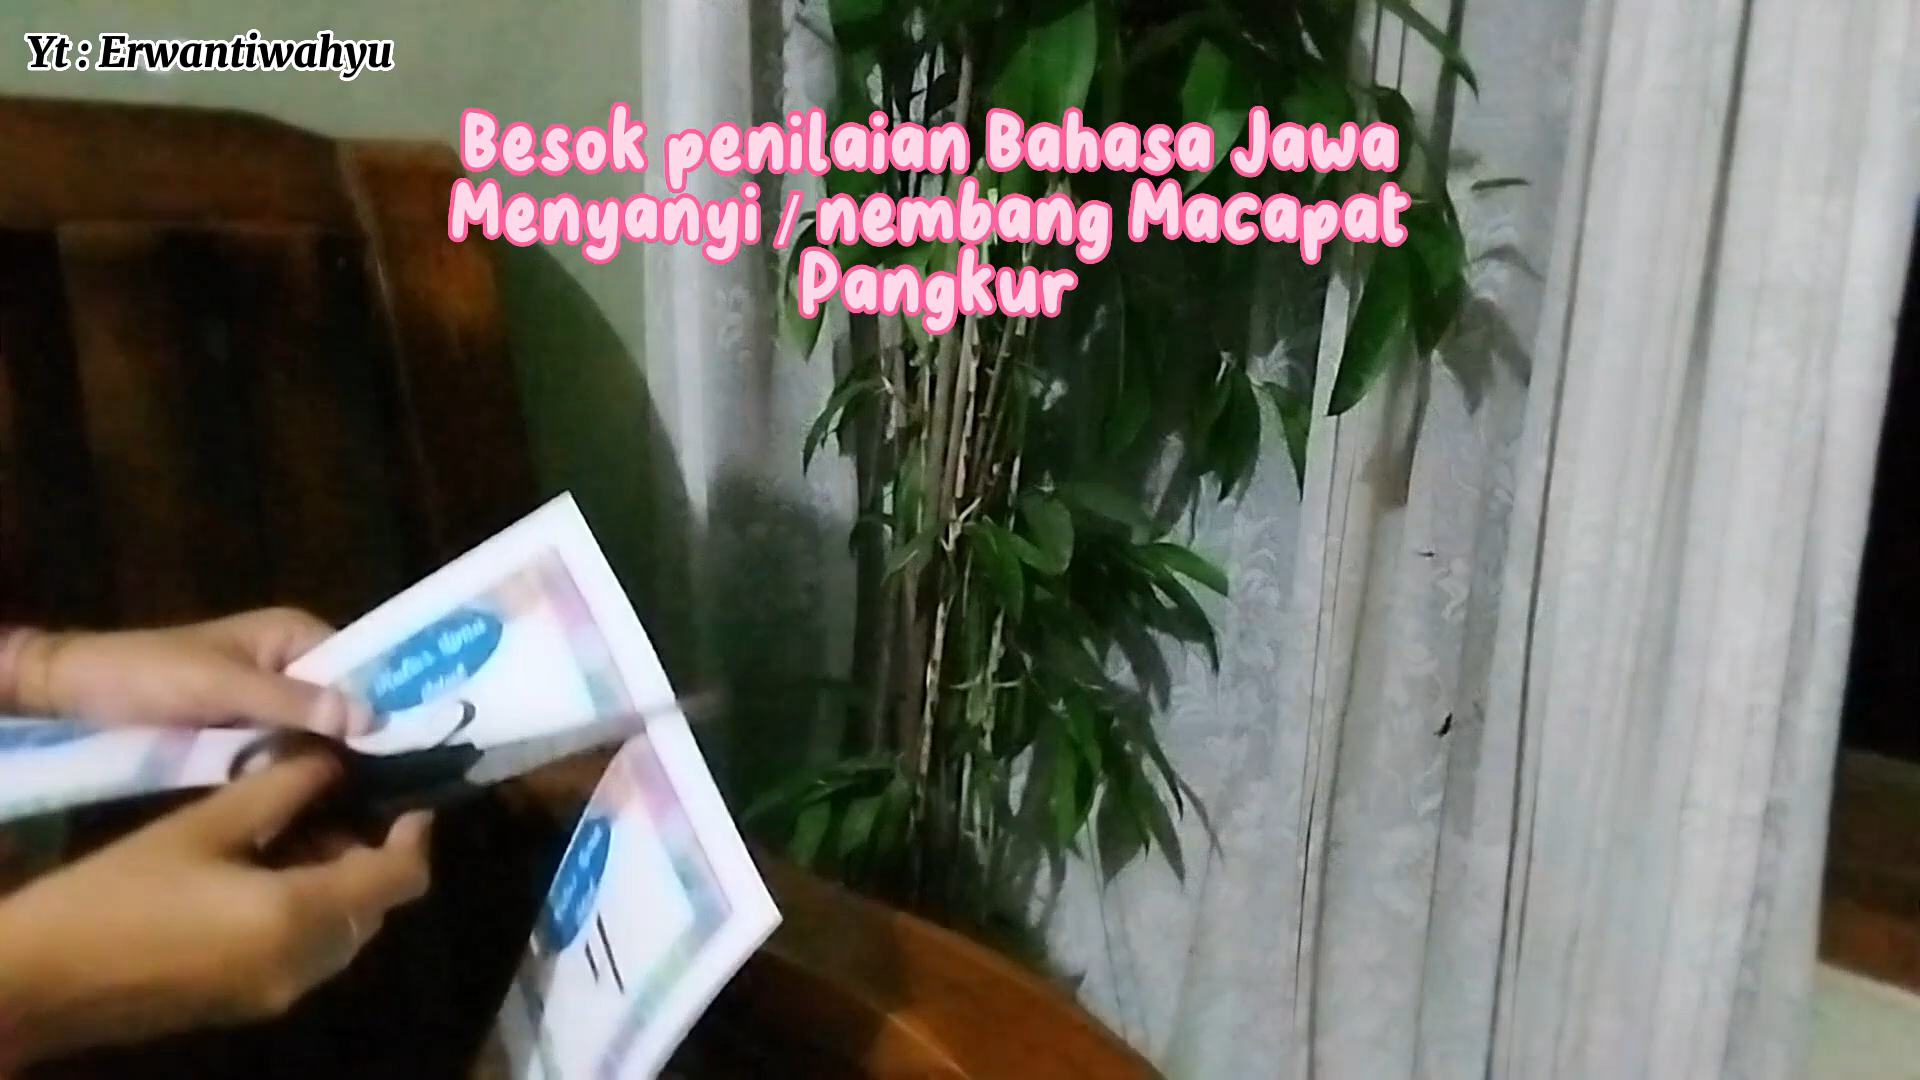 Yt : Erwantiwahyu
Besok penilaian Bahasa Jawa
Menyanyi / nembang Macapat
Pangkur